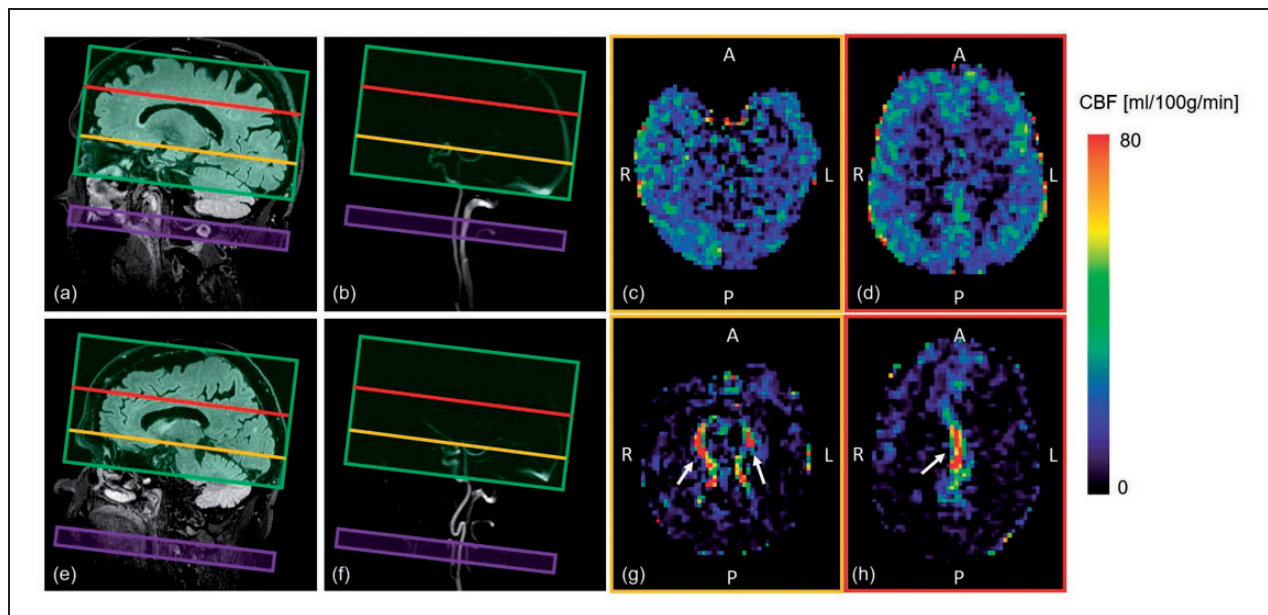 A
A
CBF [ml/100g/min]
80
R
L
R
L
(a)
(b)
(c)
P
(d)
P
0
A
A
R
L
R
L
(e)
(f)
(g)
P
(h)
P